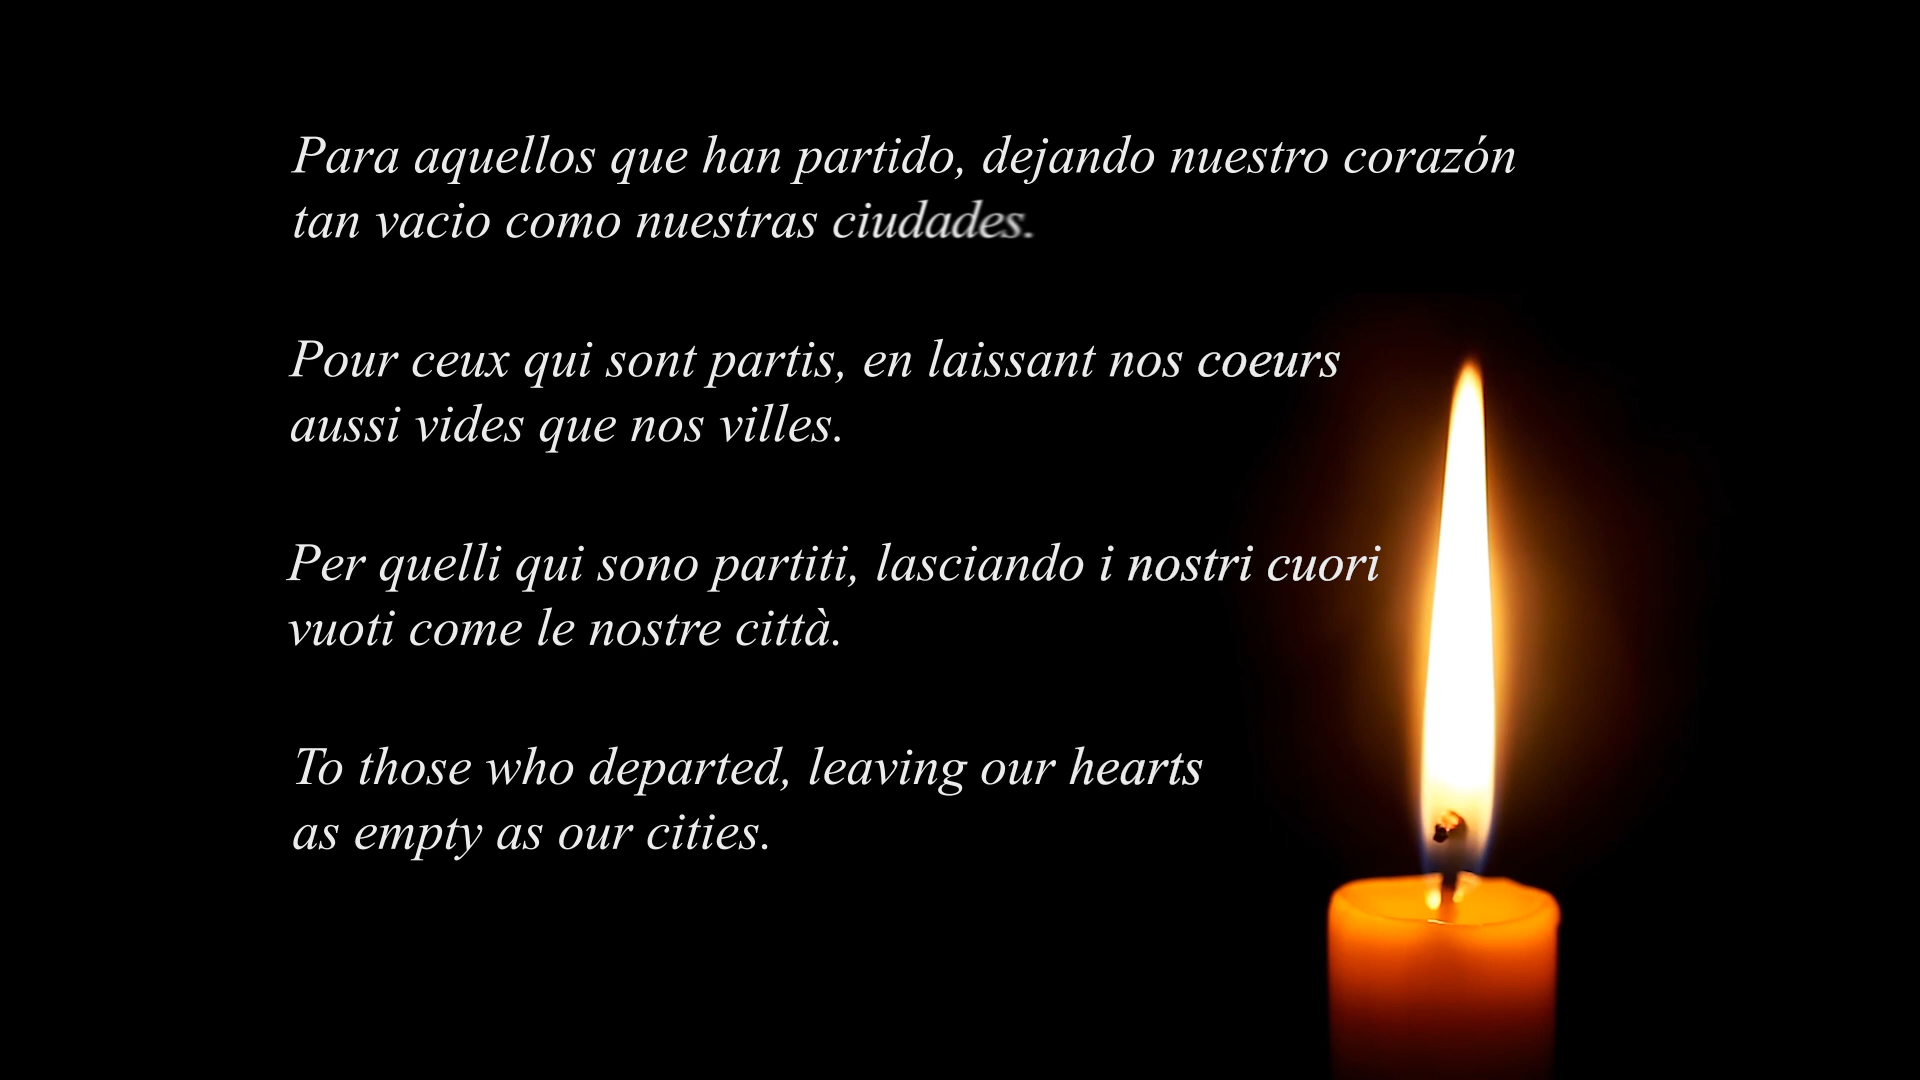 Para aquellos que han partido, dejando nuestro corazón
tan vacio como nuestras ciudades.
Pour ceux qui sont partis, en laissant nos coeurs
aussi vides que nos villes.
Per quelli qui sono partiti, lasciando i nostri cuori
vuoti come le nostre città.
To those who departed, leaving our hearts
as empty as our cities.